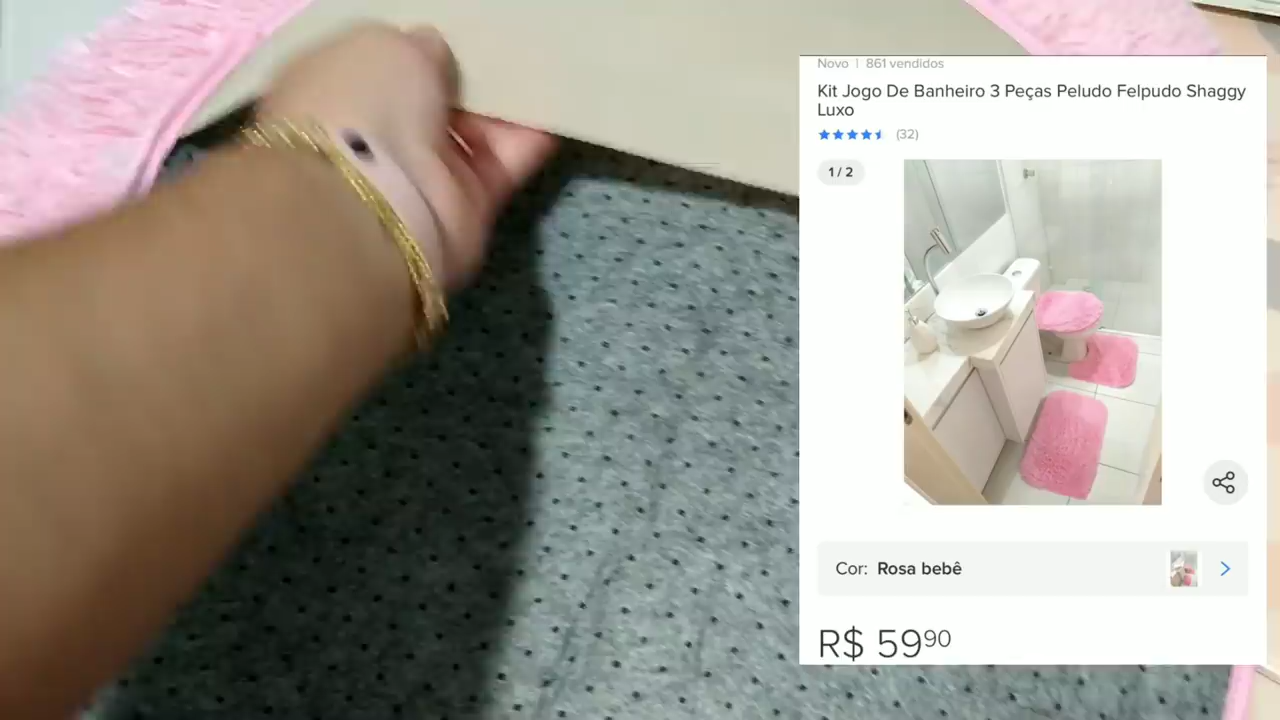 Novo | 861 vendidos
Kit Jogo De Banheiro 3 Peças Peludo Felpudo Shaggy
Luxo
(32)
1 / 2
Cor: Rosa bebê
R$ 5990